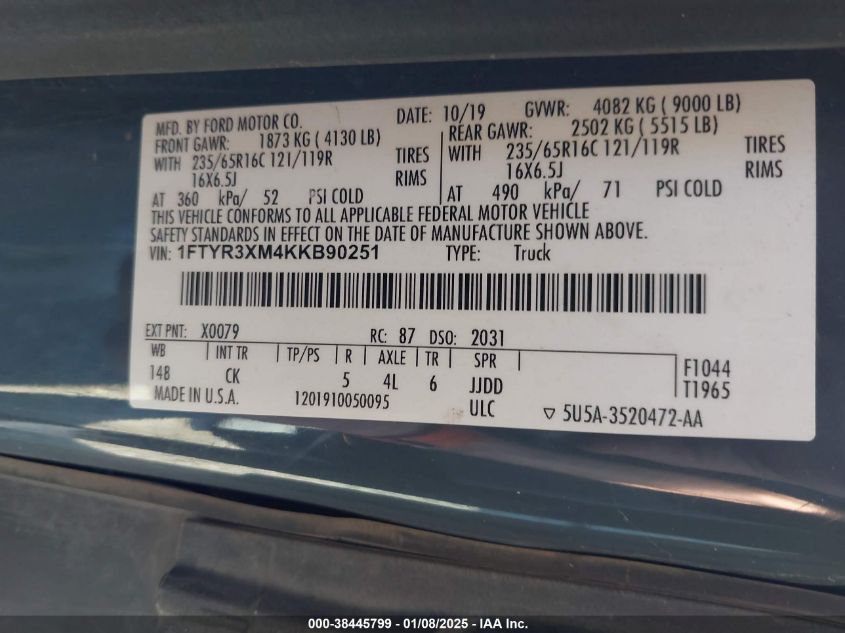 MFD. BY FORD MOTOR CO. DATE: 10/19 GVWR: 4082 KG ( 9000 LB)
FRONT GAWR: 1873 KG ( 4130 LB) REAR GAWR: 2502 KG ( 5515 LB)
WITH 235/65R16C 121/119R TIRES WITH 235/65R16C 121/119R TIRES
16X6.5J RIMS 16X6.5J RIMS
AT 360 kPa/ 52 PSI COLD AT 490 kPa/ 71 PSI COLD
THIS VEHICLE CONFORMS TO ALL APPLICABLE FEDERAL MOTOR VEHICLE
SAFETY STANDARDS IN EFFECT ON THE DATE OF MANUFACTURE SHOWN ABOVE.
VIN: 1FTYR3XM4KKB90251 TYPE: Truck
EXT PNT: X0079 RC: 87 DSO: 2031
WB INT TR TP/PS R AXLE TR SPR F1044
148 CK 5 4L 6 JJDD T1965
MADE IN U.S.A. 1201910050095 ULC ▽ 5U5A-3520472-AA
000-38445799 - 01/08/2025 - IAA Inc.